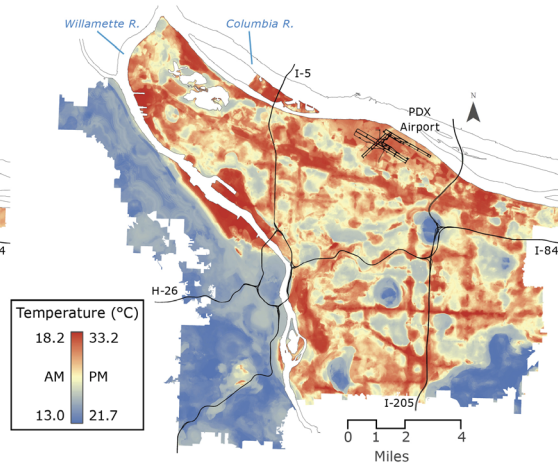 Willamette R.
Columbia R.
I-5
N
PDX
Airport
4
I-84
H-26
Temperature (°C)
18.2 33.2
AM PM
13.0 21.7
I-205
0 1 2 4
Miles